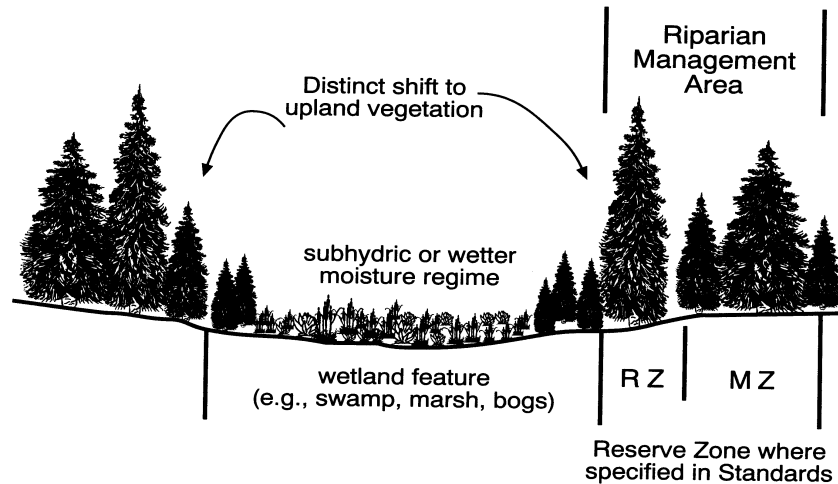 Riparian
Management
Area
Distinct shift to
upland vegetation
subhydric or wetter
moisture regime
wetland feature
(e.g., swamp, marsh, bogs)
R Z
M Z
Reserve Zone where
specified in Standards